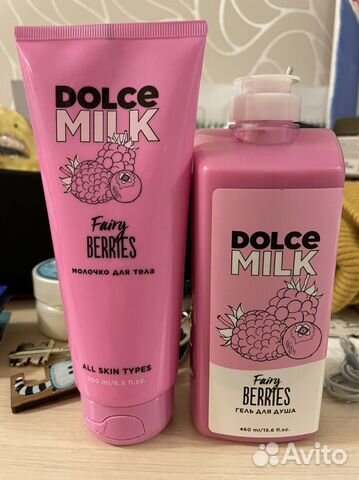 DOLCE
MILK
Fairy
BERRIES
МОЛОЧКО ДЛЯ ТЕЛА
ALL SKIN TYPES
200 ml/6.8 fl.oz.
DOLCE
MILK
Fairy
BERRIES
ГЕЛЬ ДЛЯ ДУША
460 ml/15.6 fl.oz.
Avito